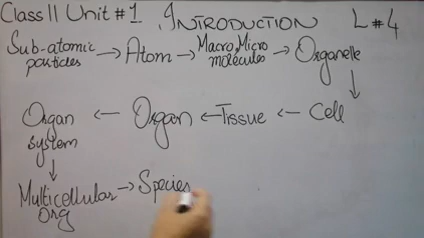 Class 11 Unit #1 INTRODUCTION L#4
Sub-atomic particles → Atom → Macro, Micro molecules → Organelle
Organ system ← Organ ← Tissue ← Cell
Multicellular Org → Species